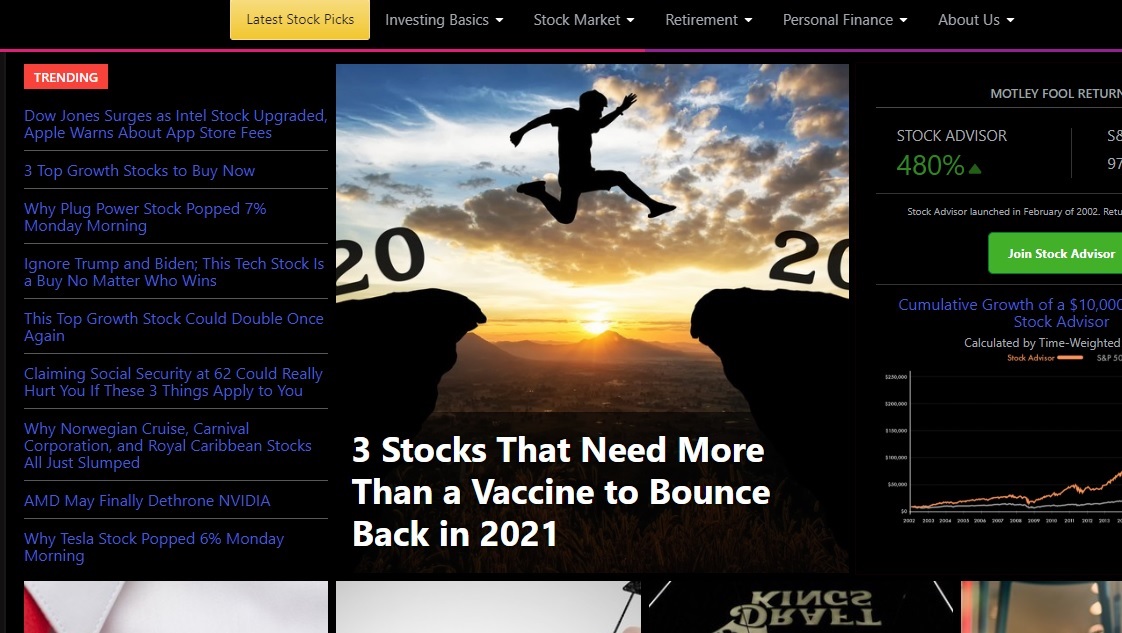 Latest Stock Picks
Investing Basics
Stock Market
Retirement
Personal Finance
About Us
TRENDING
Dow Jones Surges as Intel Stock Upgraded,
Apple Warns About App Store Fees
3 Top Growth Stocks to Buy Now
Why Plug Power Stock Popped 7%
Monday Morning
Ignore Trump and Biden; This Tech Stock Is
a Buy No Matter Who Wins
This Top Growth Stock Could Double Once
Again
Claiming Social Security at 62 Could Really
Hurt You If These 3 Things Apply to You
Why Norwegian Cruise, Carnival
Corporation, and Royal Caribbean Stocks
All Just Slumped
AMD May Finally Dethrone NVIDIA
Why Tesla Stock Popped 6% Monday
Morning
20
20
3 Stocks That Need More
Than a Vaccine to Bounce
Back in 2021
MOTLEY FOOL RETURN
STOCK ADVISOR
S&
480%
97
Stock Advisor launched in February of 2002. Retu
Join Stock Advisor
Cumulative Growth of a $10,000
Stock Advisor
Calculated by Time-Weighted
Stock Advisor
S&P 50
$250,000
$200,000
$150,000
$100,000
$50,000
$0
2002 2003 2004 2005 2006 2007 2008 2009 2010 2011 2012 2013
KINGS
DRAFT